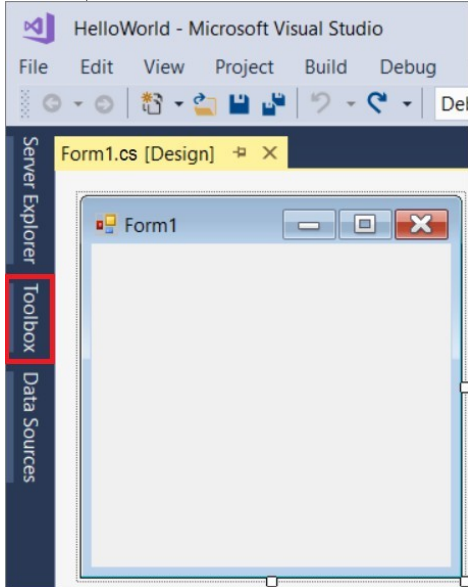 HelloWorld - Microsoft Visual Studio
File Edit View Project Build Debug
Del
Form1.cs [Design]
Form1
Server Explorer
Toolbox
Data Sources